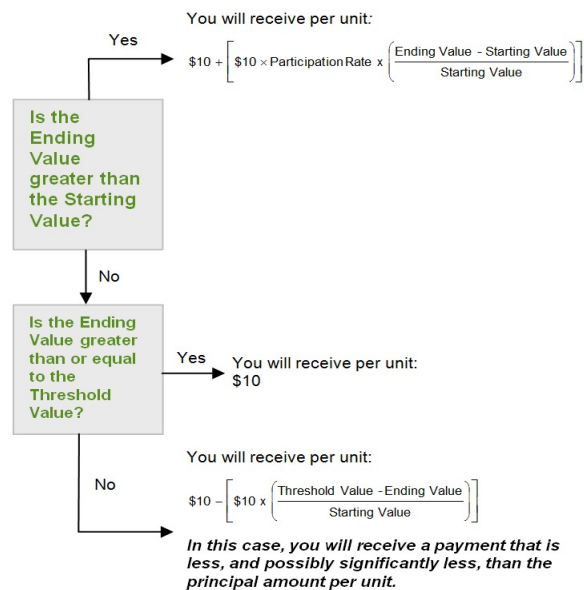 You will receive per unit:
Yes
$10 + [$10 × Participation Rate x (Ending Value - Starting Value / Starting Value)]
Is the
Ending
Value
greater than
the Starting
Value?
No
Is the Ending
Value greater
than or equal
to the
Threshold
Value?
Yes
You will receive per unit:
$10
You will receive per unit:
No
$10 – [$10 x (Threshold Value - Ending Value / Starting Value)]
In this case, you will receive a payment that is
less, and possibly significantly less, than the
principal amount per unit.